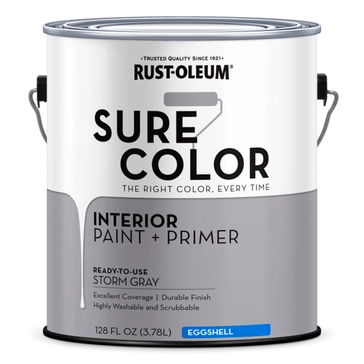 • TRUSTED QUALITY SINCE 1921 •
RUST-OLEUM®
SURE
COLOR
THE RIGHT COLOR, EVERY TIME
INTERIOR
PAINT + PRIMER
READY-TO-USE
STORM GRAY
Excellent Coverage | Durable Finish
Highly Washable and Scrubbable
128 FL OZ (3.78L)
EGGSHELL